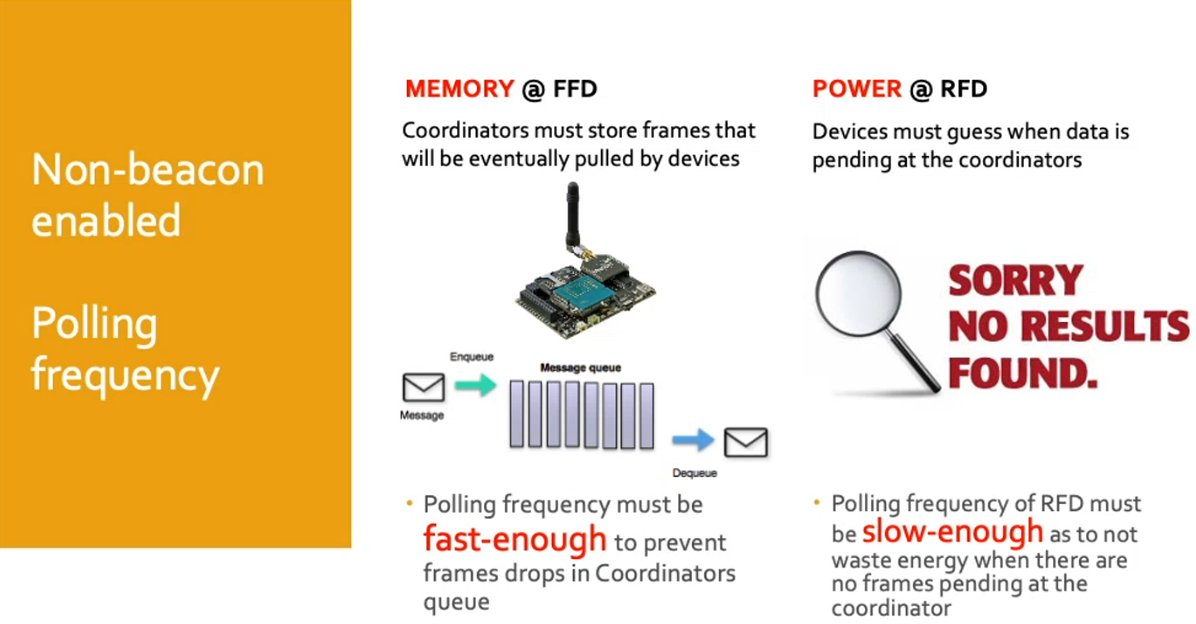 Non-beacon
enabled
Polling
frequency
MEMORY @ FFD
Coordinators must store frames that
will be eventually pulled by devices
Enqueue
Message queue
Message
Dequeue
• Polling frequency must be
fast-enough to prevent
frames drops in Coordinators
queue
POWER @ RFD
Devices must guess when data is
pending at the coordinators
SORRY
NO RESULTS
FOUND.
• Polling frequency of RFD must
be slow-enough as to not
waste energy when there are
no frames pending at the
coordinator